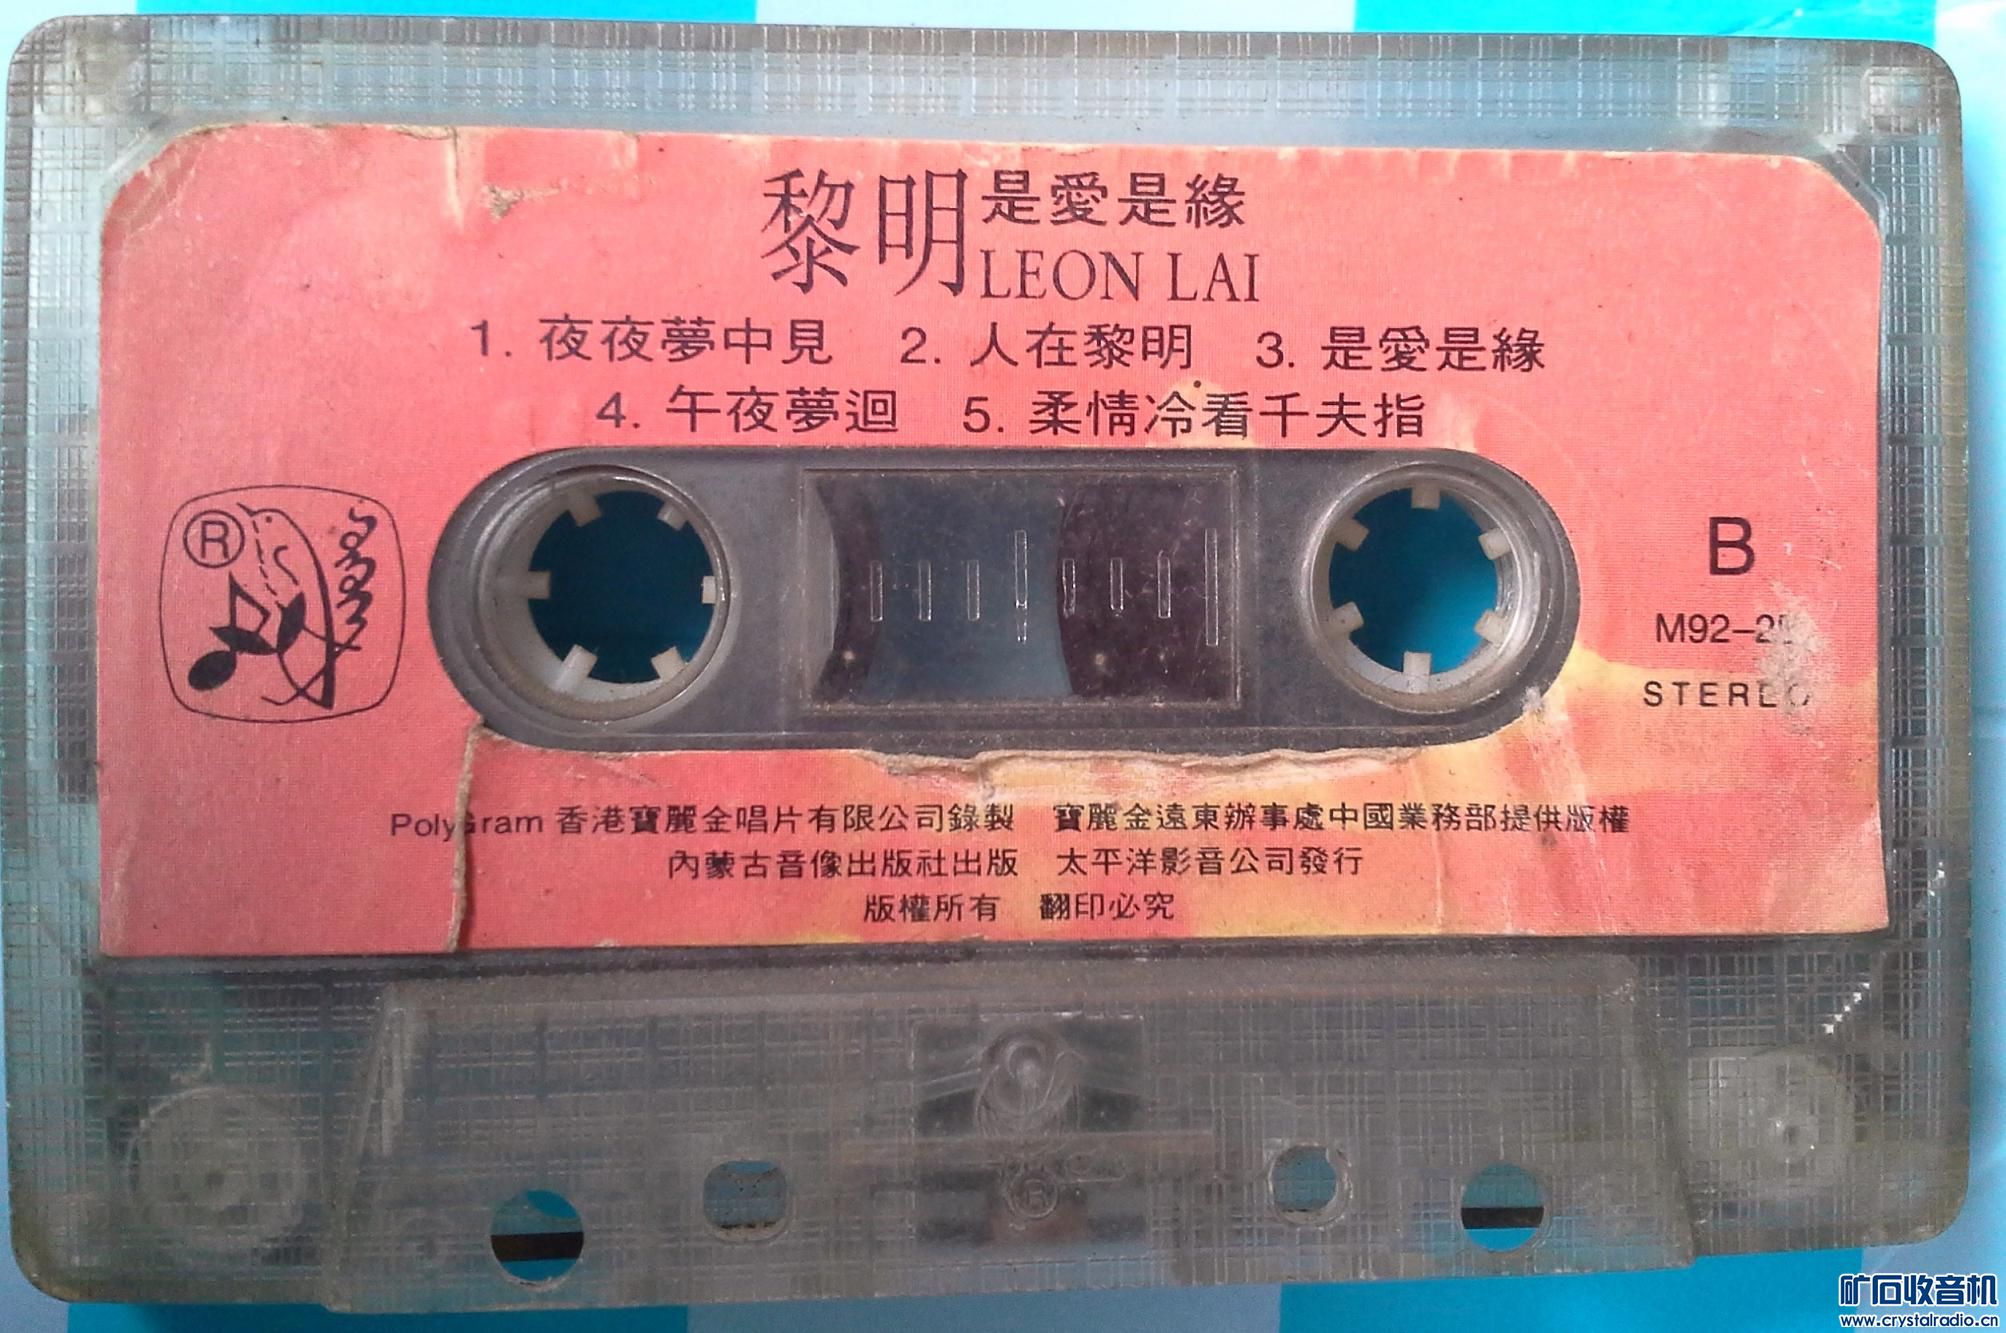 黎明 是愛是緣
LEON LAI
1. 夜夜夢中見 2. 人在黎明 3. 是愛是緣
4. 午夜夢迴 5. 柔情冷看千夫指
R
B
STEREO
PolyGram 香港寶麗金唱片有限公司錄製 寶麗金遠東辦事處中國業務部提供版權
內蒙古音像出版社出版 太平洋影音公司發行
版權所有 翻印必究
R
矿石收音机
www.crystalradio.cn